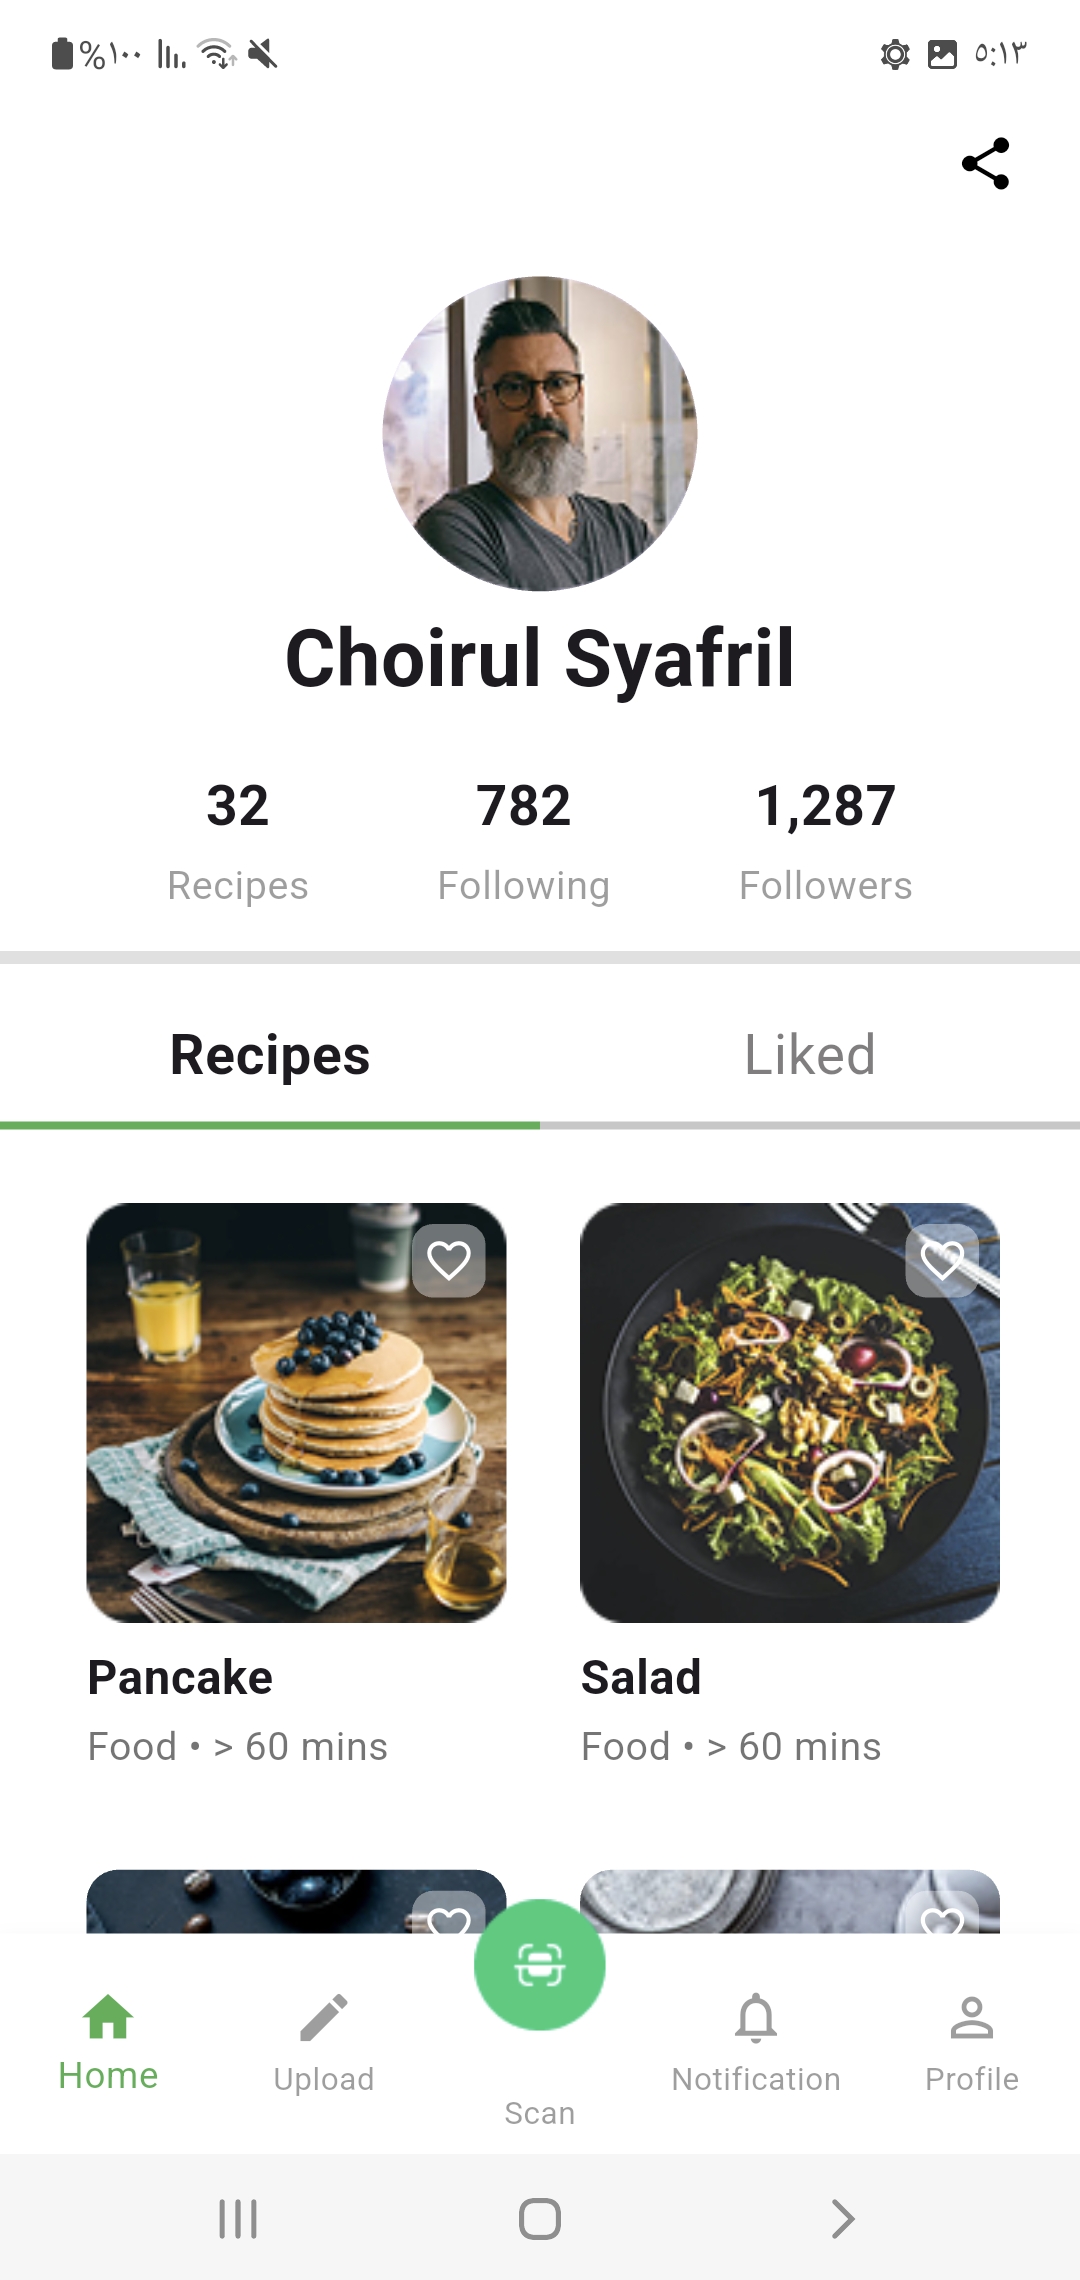 %١٠٠ ٥:١٣
Choirul Syafril
32 782 1,287
Recipes Following Followers
Recipes Liked
Pancake Salad
Food • > 60 mins Food • > 60 mins
Home Upload Scan Notification Profile